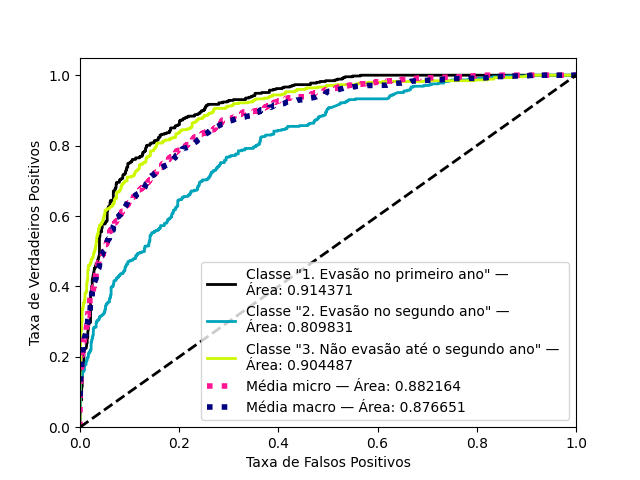 1.0
0.8
0.6
0.4
0.2
0.0
Taxa de Verdadeiros Positivos
Classe "1. Evasão no primeiro ano" —
Área: 0.914371
Classe "2. Evasão no segundo ano" —
Área: 0.809831
Classe "3. Não evasão até o segundo ano" —
Área: 0.904487
Média micro — Área: 0.882164
Média macro — Área: 0.876651
0.0 0.2 0.4 0.6 0.8 1.0
Taxa de Falsos Positivos